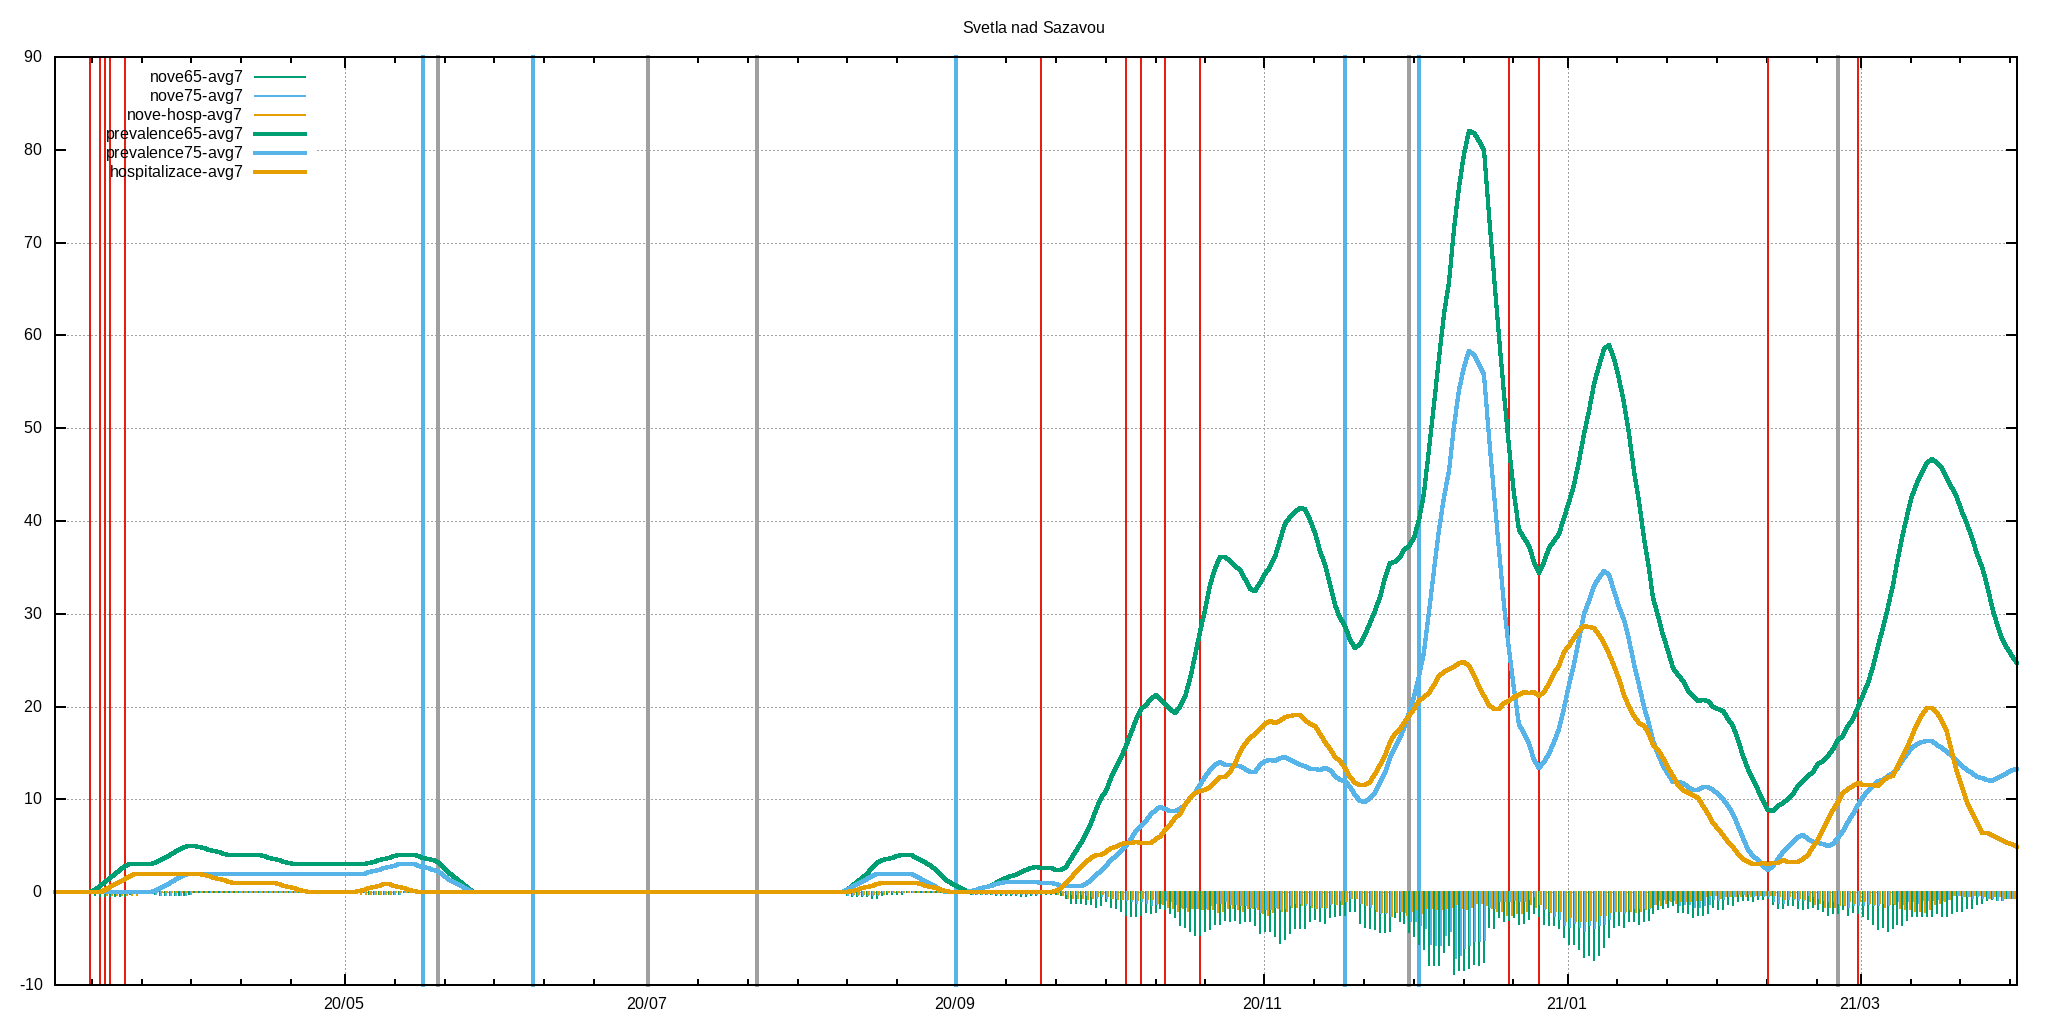 Svetla nad Sazavou
90
80
70
60
50
40
30
20
10
0
-10
nove65-avg7
nove75-avg7
nove-hosp-avg7
prevalence65-avg7
prevalence75-avg7
hospitalizace-avg7
20/05
20/07
20/09
20/11
21/01
21/03